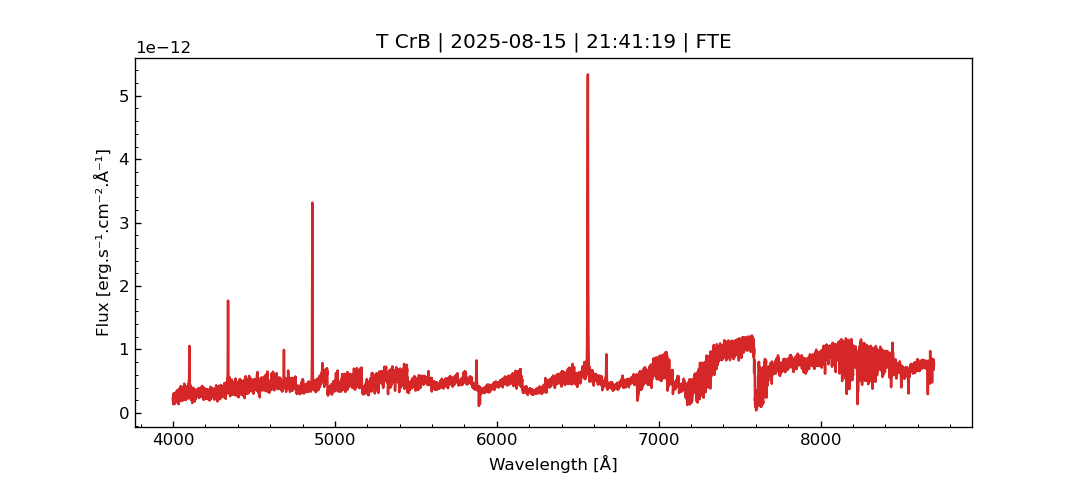 T CrB | 2025-08-15 | 21:41:19 | FTE
1e−12
5
4
3
2
1
0
Flux [erg.s⁻¹.cm⁻².Å⁻¹]
4000 5000 6000 7000 8000
Wavelength [Å]